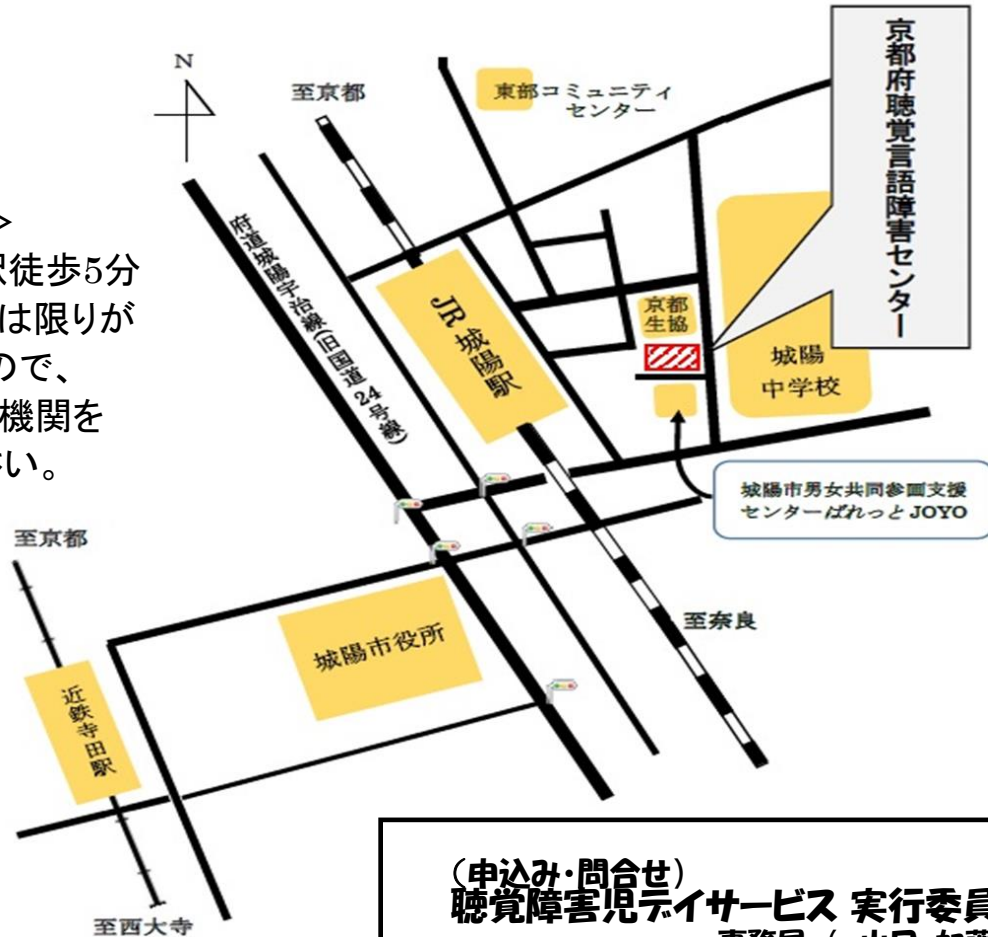 N
至京都
東部コミュニティ
センター
京都府聴覚言語障害センター
>
駅徒歩5分
は限りが
ので、
機関を
さい。
府道城陽宇治線(旧国道24号線)
JR 城陽駅
京都
生協
城陽
中学校
城陽市男女共同参画支援
センターぱれっと JOYO
至京都
至奈良
城陽市役所
近鉄寺田駅
至西大寺
(申込み・問合せ)
聴覚障害児デイサービス 実行委員